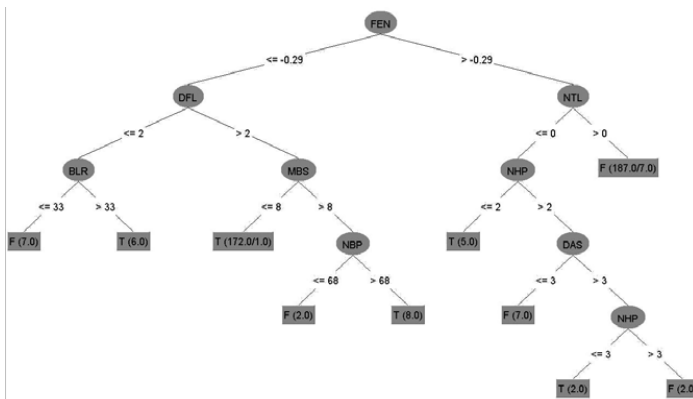 FEN
<= -0.29 > -0.29
DFL NTL
<= 2 > 2 <= 0 > 0
BLR MBS NHP F (187.0/7.0)
<= 33 > 33 <= 8 > 8 <= 2 > 2
F (7.0) T (6.0) T (172.0/1.0) NBP T (5.0) DAS
<= 68 > 68 <= 3 > 3
F (2.0) T (8.0) F (7.0) NHP
<= 3 > 3
T (2.0) F (2.0)